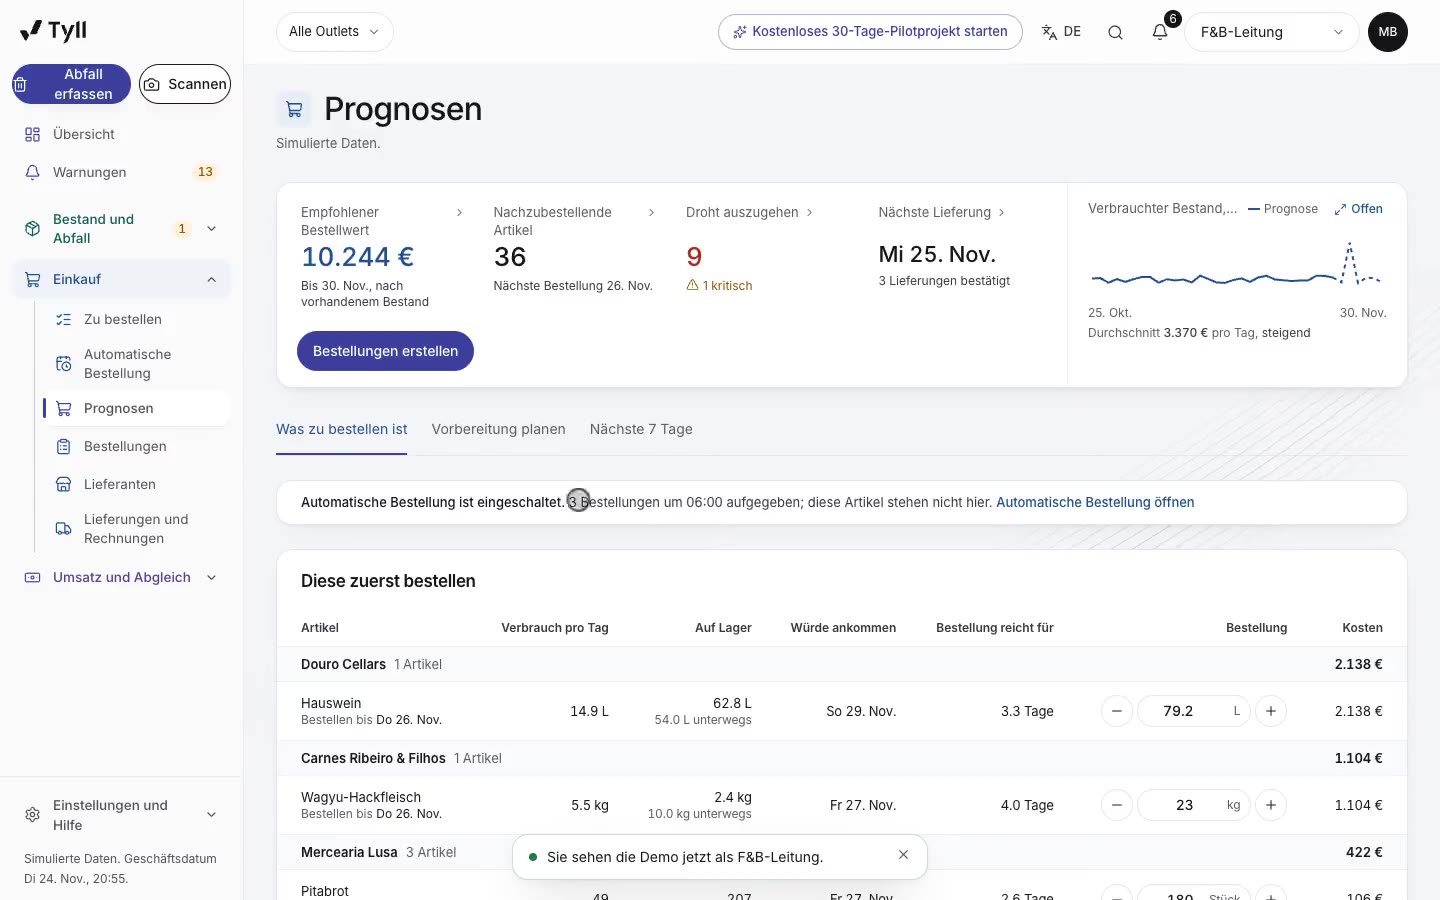 Tyll
Alle Outlets
Kostenloses 30-Tage-Pilotprojekt starten
DE
6
F&B-Leitung
MB
Abfall
erfassen
Scannen
Übersicht
Warnungen
13
Bestand und
Abfall
1
Einkauf
Zu bestellen
Automatische
Bestellung
Prognosen
Bestellungen
Lieferanten
Lieferungen und
Rechnungen
Umsatz und Abgleich
Einstellungen und
Hilfe
Simulierte Daten. Geschäftsdatum
Di 24. Nov., 20:55.
Prognosen
Simulierte Daten.
Empfohlener
Bestellwert
10.244 €
Bis 30. Nov., nach
vorhandenem Bestand
Nachzubestellende
Artikel
36
Nächste Bestellung 26. Nov.
Droht auszugehen
9
1 kritisch
Nächste Lieferung
Mi 25. Nov.
3 Lieferungen bestätigt
Bestellungen erstellen
Verbrauchter Bestand,...
Prognose
Offen
25. Okt.
30. Nov.
Durchschnitt 3.370 € pro Tag, steigend
Was zu bestellen ist
Vorbereitung planen
Nächste 7 Tage
Automatische Bestellung ist eingeschaltet. 3 Bestellungen um 06:00 aufgegeben; diese Artikel stehen nicht hier. Automatische Bestellung öffnen
Diese zuerst bestellen
Artikel Verbrauch pro Tag Auf Lager Würde ankommen Bestellung reicht für Bestellung Kosten
Douro Cellars 1 Artikel 2.138 €
Hauswein
Bestellen bis Do 26. Nov.
14.9 L
62.8 L
54.0 L unterwegs
So 29. Nov.
3.3 Tage
79.2 L
2.138 €
Carnes Ribeiro & Filhos 1 Artikel 1.104 €
Wagyu-Hackfleisch
Bestellen bis Do 26. Nov.
5.5 kg
2.4 kg
10.0 kg unterwegs
Fr 27. Nov.
4.0 Tage
23 kg
1.104 €
Mercearia Lusa 3 Artikel 422 €
Sie sehen die Demo jetzt als F&B-Leitung.
Pitabrot 49 207 Fr 27. Nov. 2.6 Tage 180 Stück 106 €